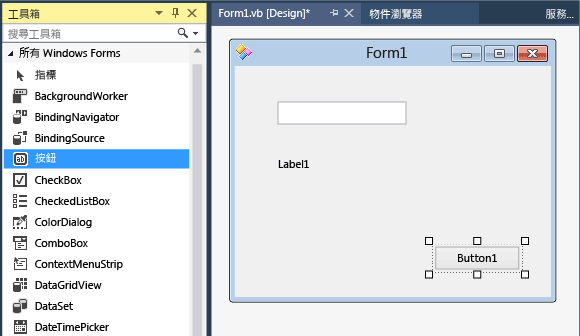 工具箱
搜尋工具箱
所有 Windows Forms
指標
BackgroundWorker
BindingNavigator
BindingSource
按鈕
CheckBox
CheckedListBox
ColorDialog
ComboBox
ContextMenuStrip
DataGridView
DataSet
DateTimePicker
Form1.vb [Design]*
物件瀏覽器
服務...
Form1
Label1
Button1